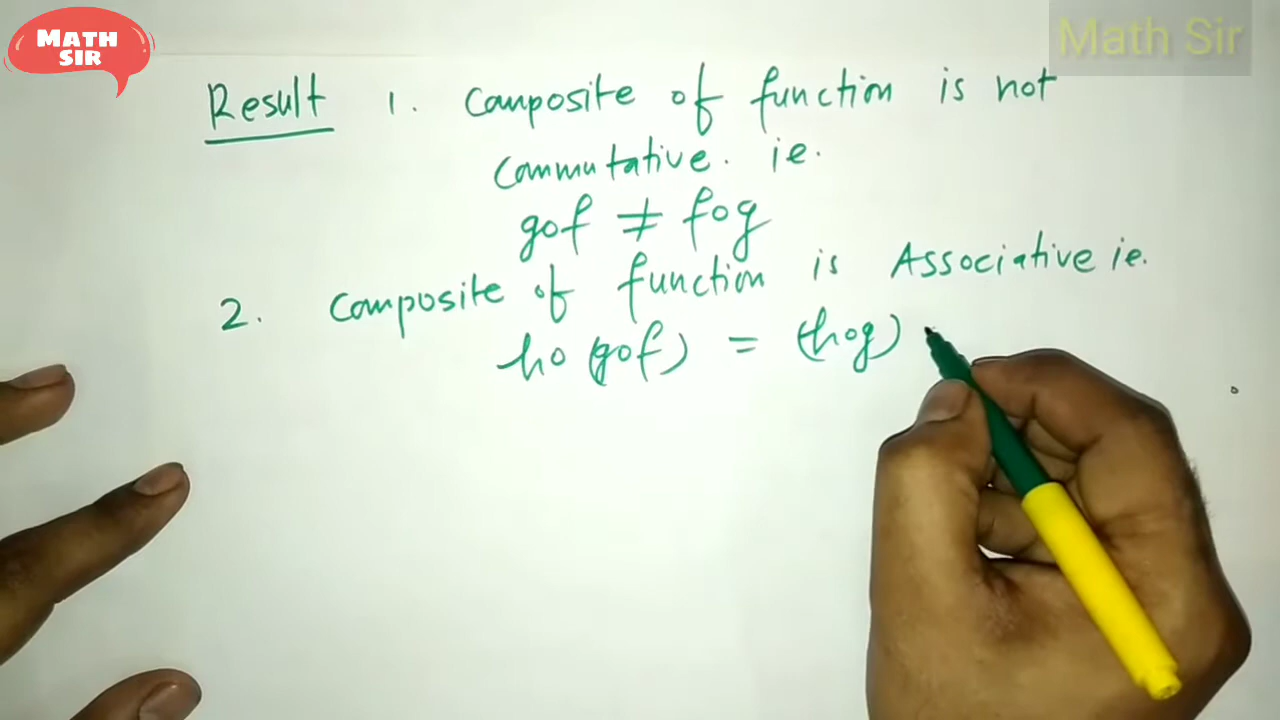 MATH
SIR
Math Sir
Result 1. Composite of function is not
Commutative. ie.
gof ≠ fog
2. Composite of function is Associative ie.
ho (gof) = (hog)